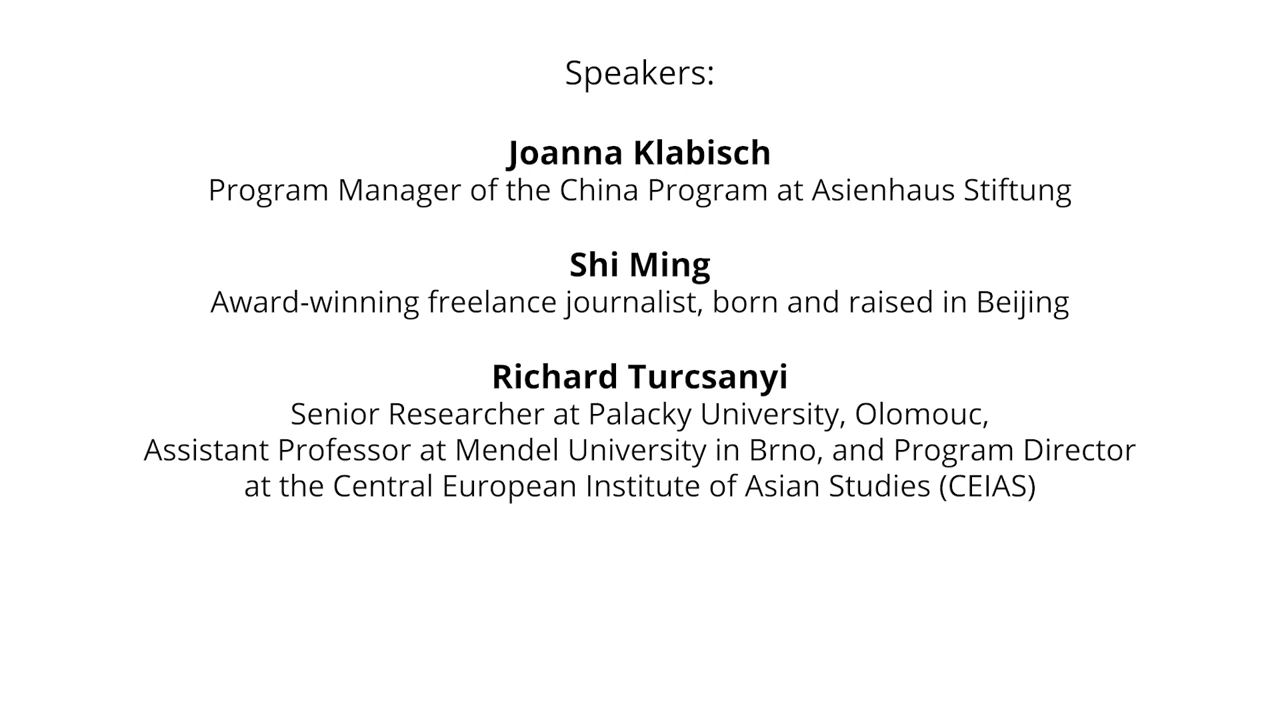 Speakers:
Joanna Klabisch
Program Manager of the China Program at Asienhaus Stiftung
Shi Ming
Award-winning freelance journalist, born and raised in Beijing
Richard Turcsanyi
Senior Researcher at Palacky University, Olomouc,
Assistant Professor at Mendel University in Brno, and Program Director
at the Central European Institute of Asian Studies (CEIAS)